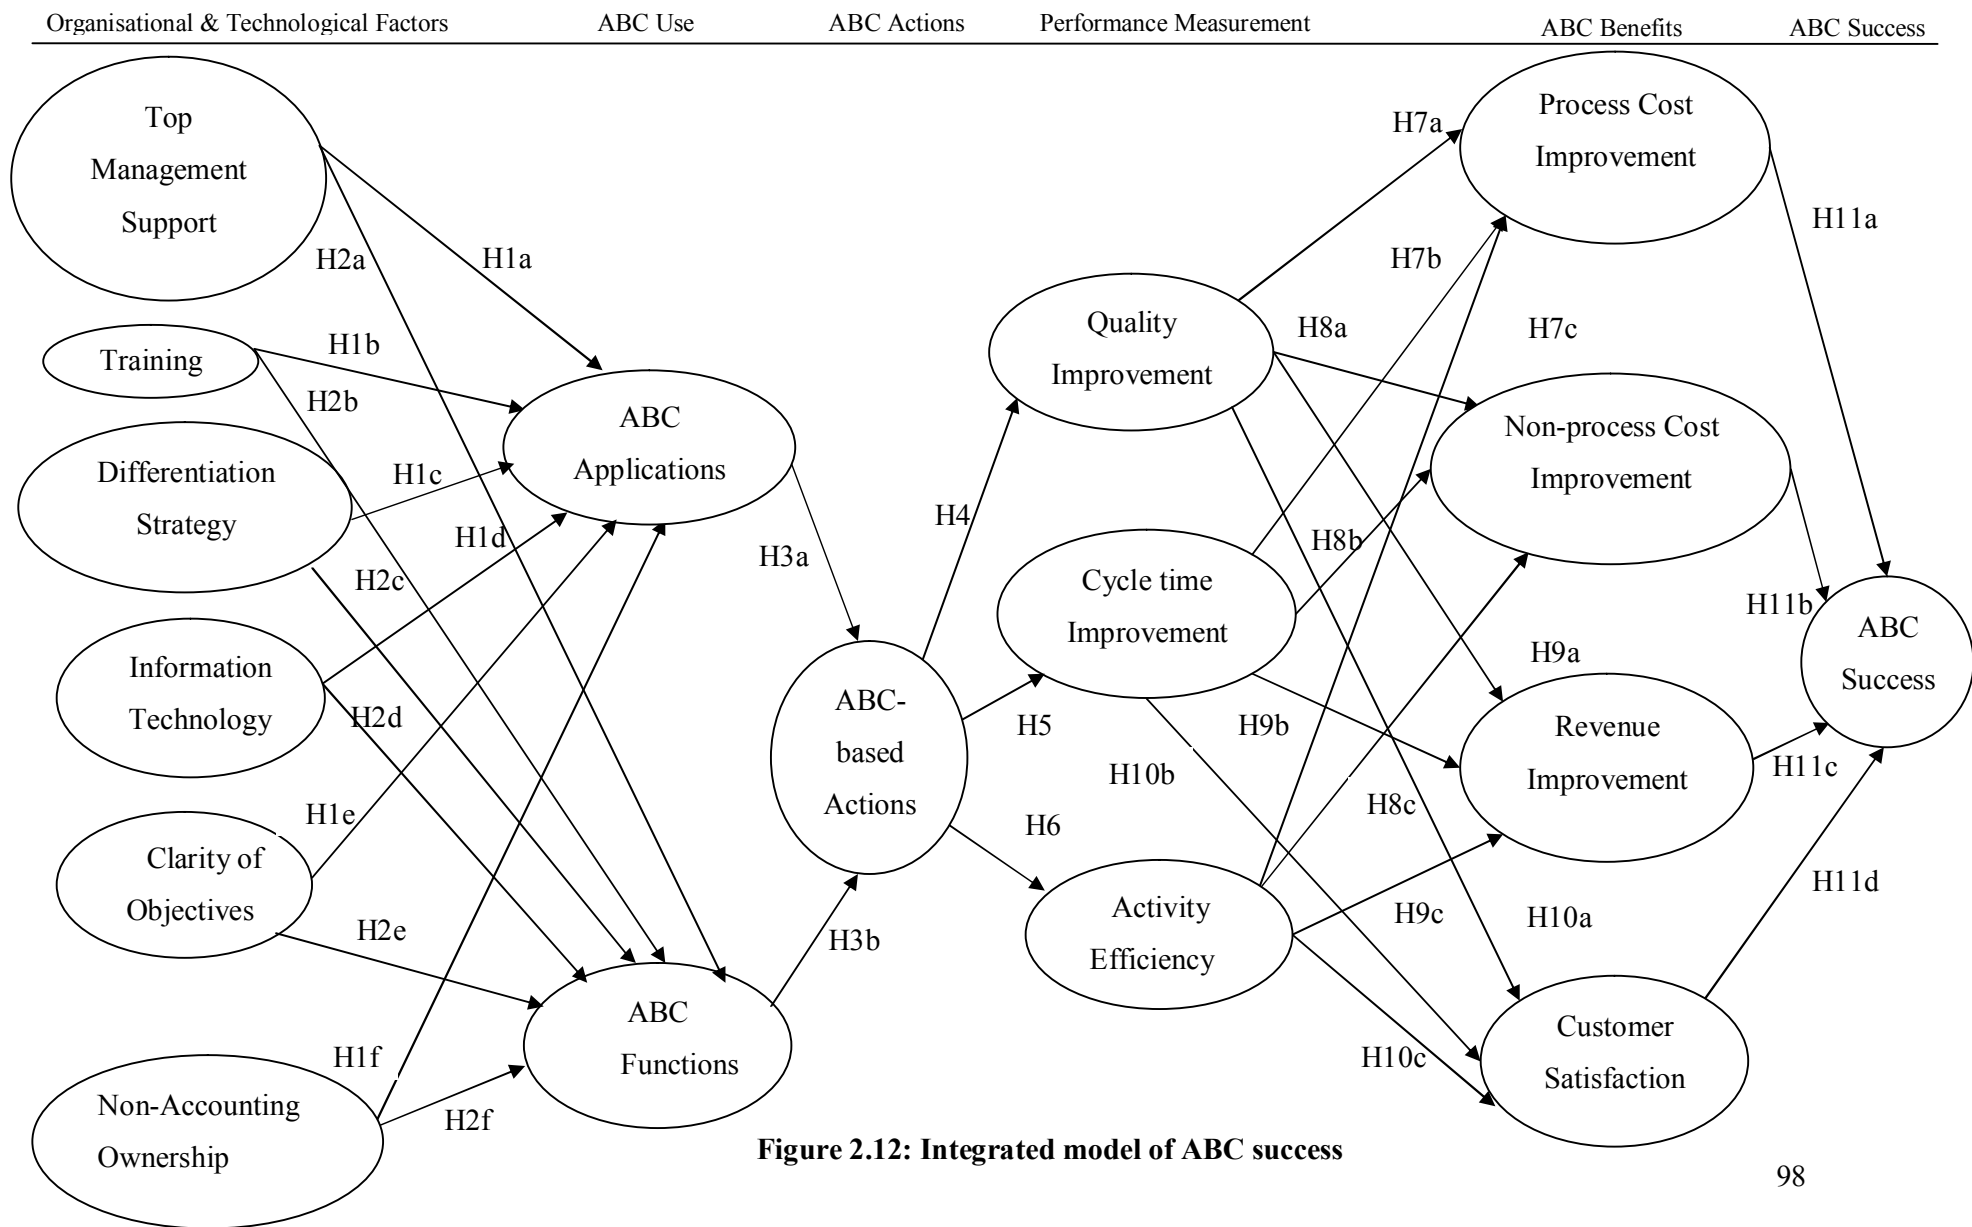 Organisational & Technological Factors ABC Use ABC Actions Performance Measurement ABC Benefits ABC Success
Top
Management
Support
Training
Differentiation
Strategy
Information
Technology
Clarity of
Objectives
Non-Accounting
Ownership
H1a
H2a
H1b
H2b
H1c
H1d
H2c
H2d
H1e
H2e
H1f
H2f
ABC
Applications
ABC
Functions
H3a
H3b
ABC-
based
Actions
H4
H5
H6
Quality
Improvement
Cycle time
Improvement
Activity
Efficiency
H7a
H7b
H7c
H8a
H8b
H9a
H9b
H10b
H8c
H9c
H10a
H10c
Process Cost
Improvement
Non-process Cost
Improvement
Revenue
Improvement
Customer
Satisfaction
H11a
H11b
H11c
H11d
ABC
Success
Figure 2.12: Integrated model of ABC success
98